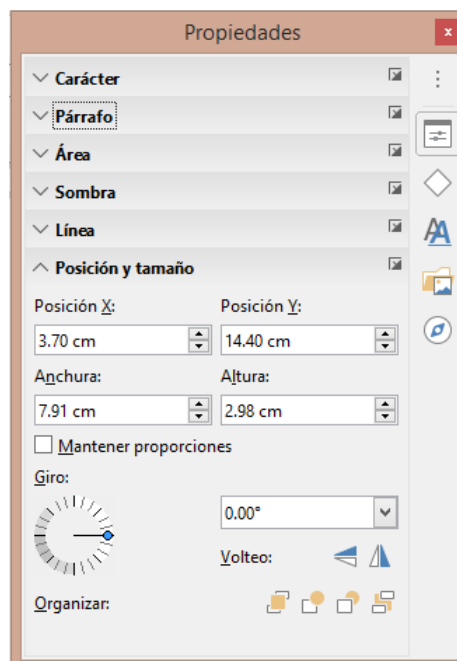 Propiedades
x
Carácter
Párrafo
Área
Sombra
Línea
Posición y tamaño
Posición X: Posición Y:
3.70 cm 14.40 cm
Anchura: Altura:
7.91 cm 2.98 cm
Mantener proporciones
Giro:
0.00°
Volteo:
Organizar: